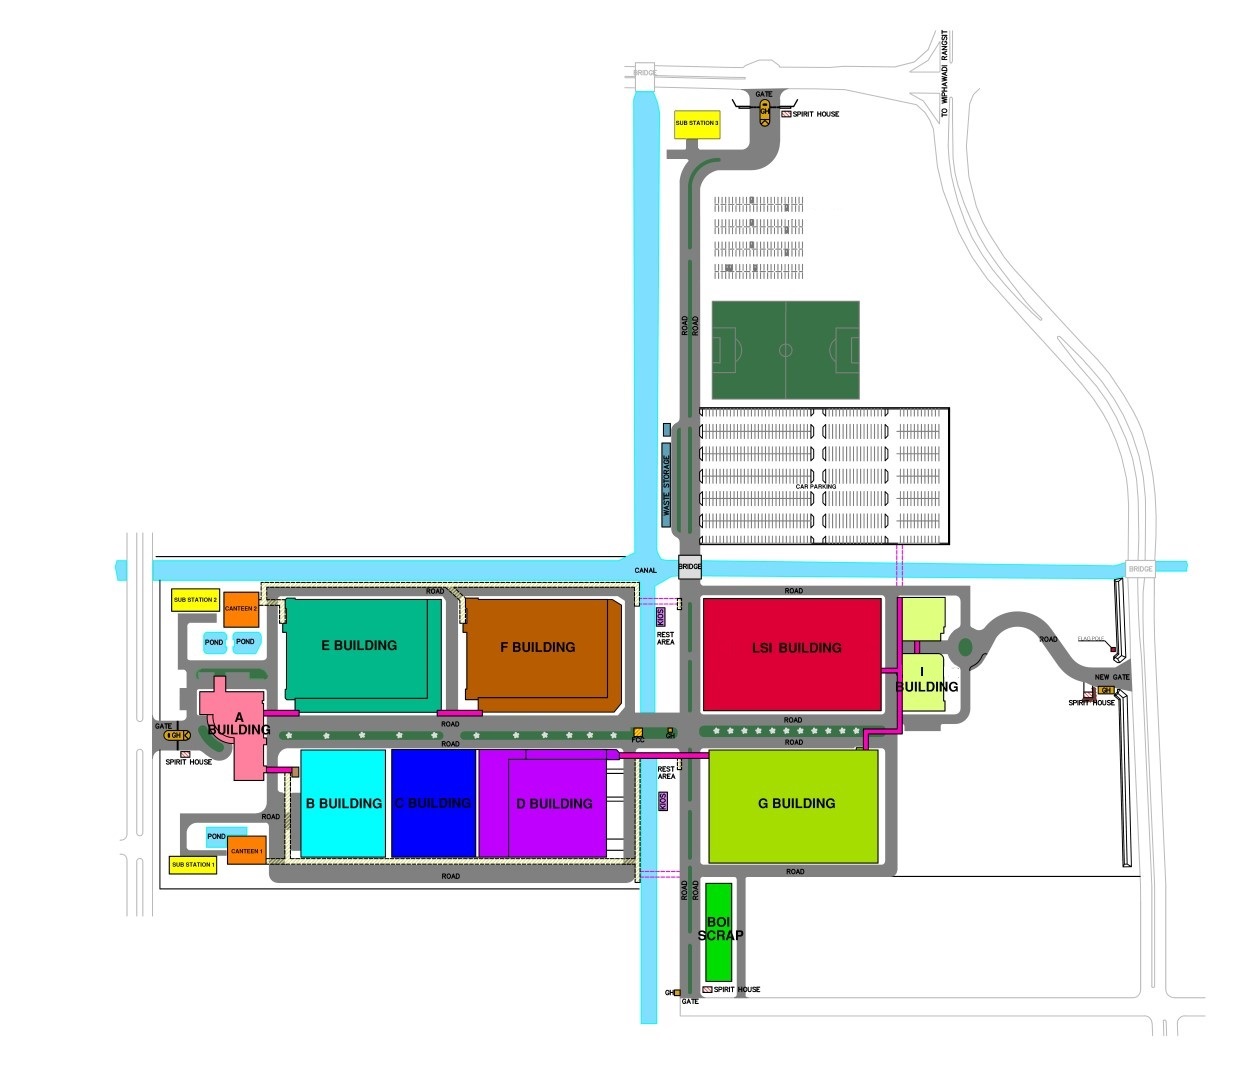 BRIDGE
TO WIPHAWADI RANGSIT
GATE
GH
SPIRIT HOUSE
SUB STATION 3
ROAD
ROAD
WASTE STORAGE
CAR PARKING
CANAL
BRIDGE
BRIDGE
SUB STATION 2
CANTEEN 2
ROAD
ROAD
KIOS
REST
AREA
POND
POND
E BUILDING
F BUILDING
LSI BUILDING
I
BUILDING
ROAD
FLAG POLE
NEW GATE
GH
SPIRIT HOUSE
A
BUILDING
GATE
GH
SPIRIT HOUSE
ROAD
ROAD
FCC
GH
ROAD
ROAD
REST
AREA
KIOS
B BUILDING
C BUILDING
D BUILDING
G BUILDING
ROAD
POND
CANTEEN 1
SUB STATION 1
ROAD
ROAD
ROAD
ROAD
BOI
SCRAP
GH
GATE
SPIRIT HOUSE